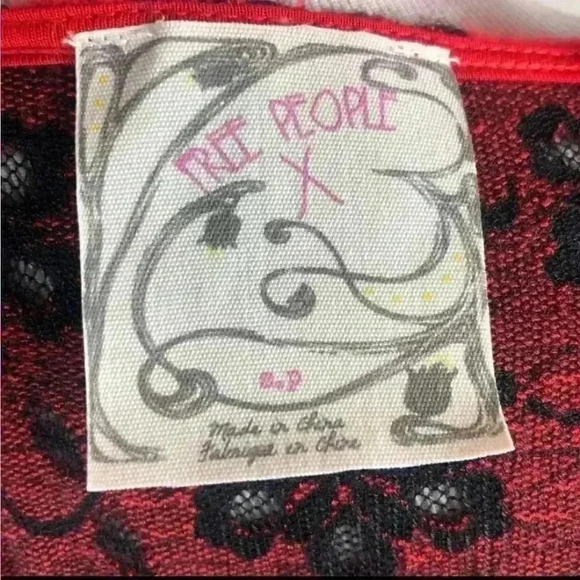 FREE PEOPLE
X
s.p
Made in China
Fabriqué en Chine